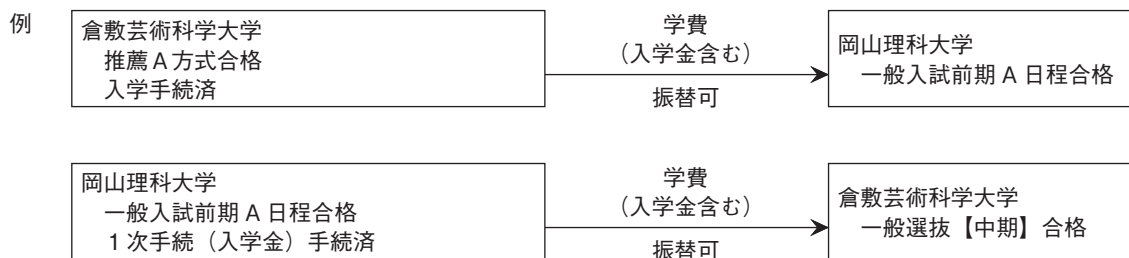 例
倉敷芸術科学大学
推薦A方式合格
入学手続済
学費
（入学金含む）
振替可
岡山理科大学
一般入試前期A日程合格
岡山理科大学
一般入試前期A日程合格
1次手続（入学金）手続済
学費
（入学金含む）
振替可
倉敷芸術科学大学
一般選抜【中期】合格